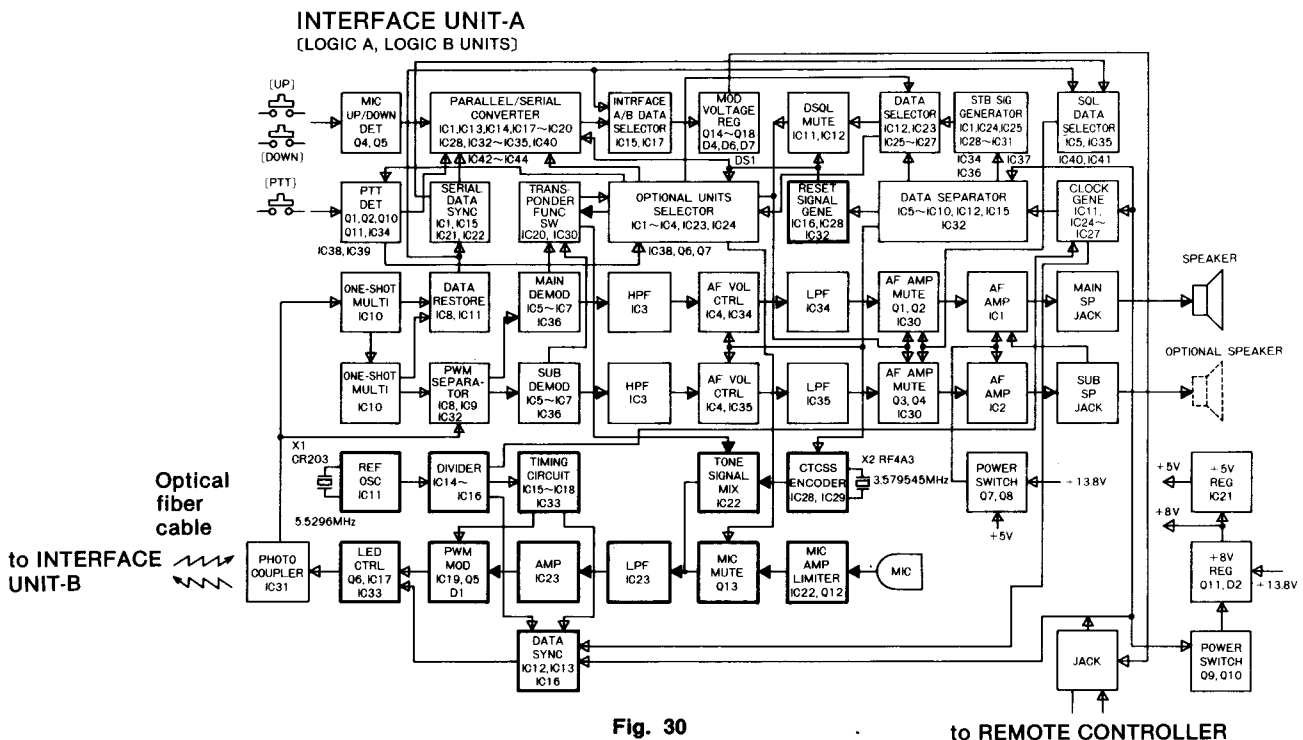 INTERFACE UNIT-A
(LOGIC A, LOGIC B UNITS)
(UP)
(DOWN)
(PTT)
MIC
UP/DOWN
DET
Q4, Q5
PARALLEL/SERIAL
CONVERTER
IC1, IC13, IC14, IC17~IC20
IC28, IC32~IC35, IC40
IC42~IC44
INTRFACE
A/B DATA
SELECTOR
IC15, IC17
MOD
VOLTAGE
REG
Q14~Q18
D4, D6, D7
DS1
DSQL
MUTE
IC11, IC12
DATA
SELECTOR
IC12, IC23
IC25~IC27
STB SIG
GENERATOR
IC1, IC24, IC25
IC28~IC31
IC34
IC36
IC37
SQL DATA
SELECTOR
IC5, IC35
IC40, IC41
PTT
DET
Q1, Q2, Q10
Q11, IC34
IC38, IC39
SERIAL
DATA
SYNC
IC1, IC15
IC21, IC22
TRANS-
PONDER
FUNC
SW
IC20, IC30
OPTIONAL UNITS
SELECTOR
IC1~IC4, IC23, IC24
IC38, Q6, Q7
RESET
SIGNAL
GENE
IC16, IC28
IC32
DATA SEPARATOR
IC5~IC10, IC12, IC15
IC32
CLOCK
GENE
IC11,
IC24~
IC27
ONE-SHOT
MULTI
IC10
DATA
RESTORE
IC8, IC11
MAIN
DEMOD
IC5~IC7
IC36
HPF
IC3
AF VOL
CTRL
IC4, IC34
LPF
IC34
AF AMP
MUTE
Q1, Q2
IC30
AF
AMP
IC1
MAIN
SP
JACK
SPEAKER
ONE-SHOT
MULTI
IC10
PWM
SEPARA-
TOR
IC8, IC9
IC32
SUB
DEMOD
IC5~IC7
IC36
HPF
IC3
AF VOL
CTRL
IC4, IC35
LPF
IC35
AF AMP
MUTE
Q3, Q4
IC30
AF
AMP
IC2
SUB
SP
JACK
OPTIONAL SPEAKER
X1
CR203
5.5296MHz
REF
OSC
IC11
DIVIDER
IC14~
IC16
TIMING
CIRCUIT
IC15~IC18
IC33
TONE
SIGNAL
MIX
IC22
CTCSS
ENCODER
IC28, IC29
X2 RF4A3
3.579545MHz
POWER
SWITCH
Q7, Q8
+13.8V
+5V
+5V
+5V
REG
IC21
+8V
+8V
REG
Q11, D2
+13.8V
Optical
fiber
cable
to INTERFACE
UNIT-B
PHOTO
COUPLER
IC31
LED
CTRL
Q6, IC17
IC33
PWM
MOD
IC19, Q5
D1
AMP
IC23
LPF
IC23
MIC
MUTE
Q13
MIC
AMP
LIMITER
IC22, Q12
MIC
DATA
SYNC
IC12, IC13
IC16
JACK
POWER
SWITCH
Q9, Q10
Fig. 30
to REMOTE CONTROLLER